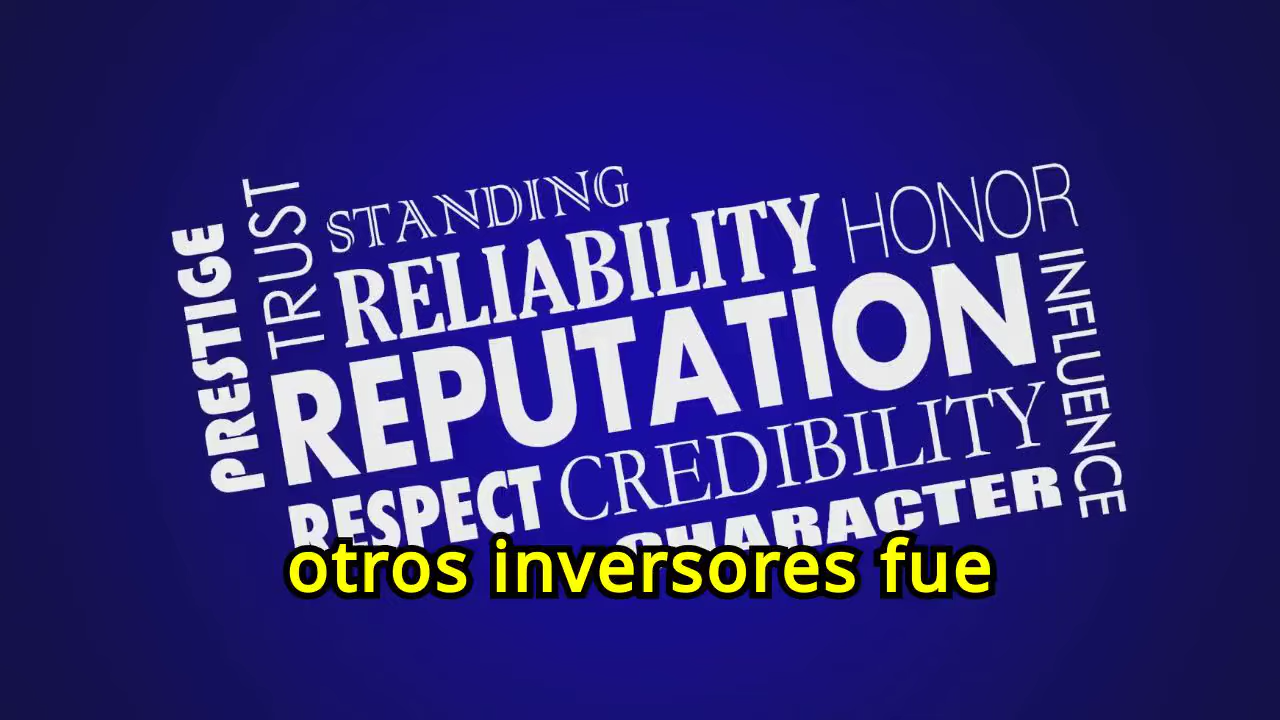 PRESTIGE
TRUST
STANDING
RELIABILITY
HONOR
REPUTATION
INFLUENCE
RESPECT
CREDIBILITY
CHARACTER
otros inversores fue